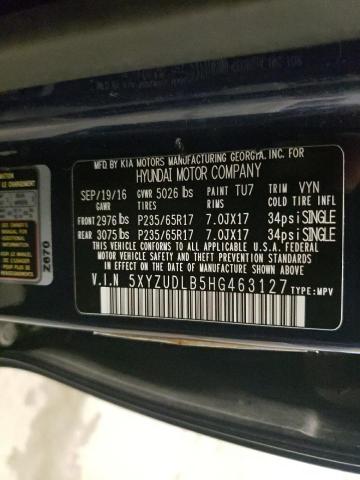 MFD BY KIA MOTORS MANUFACTURING GEORGIA, INC. FOR
HYUNDAI MOTOR COMPANY
SEP/19/16 GVWR 5026 lbs PAINT TU7 TRIM VYN
GAWR TIRE RIM COLD TIRE INFL
FRONT 2976 lbs P235/65R17 7.0JX17 34psi SINGLE
REAR 3075 lbs P235/65R17 7.0JX17 34psi SINGLE
THIS VEHICLE CONFORMS TO ALL APPLICABLE U.S. FEDERAL
MOTOR VEHICLE SAFETY AND THEFT PREVENTION STANDARDS
IN EFFECT ON THE DATE OF MANUFACTURE SHOWN ABOVE.
V.I.N 5XYZUDLB5HG463127 TYPE: MPV
Z670